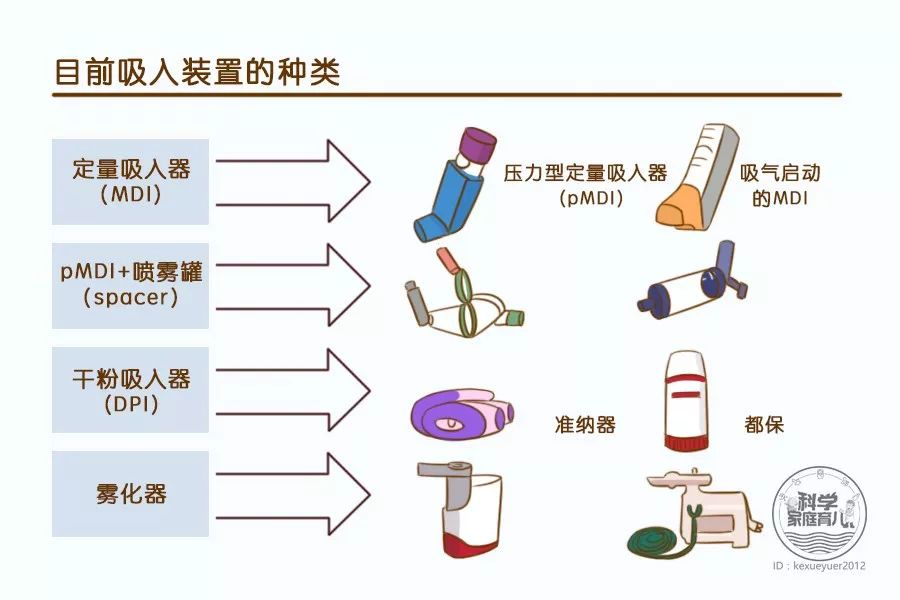 目前吸入装置的种类
定量吸入器
（MDI）
压力型定量吸入器
（pMDI）
吸气启动
的MDI
pMDI+喷雾罐
（spacer）
干粉吸入器
（DPI）
准纳器
都保
雾化器
科学
家庭育儿
ID：kexueyuer2012